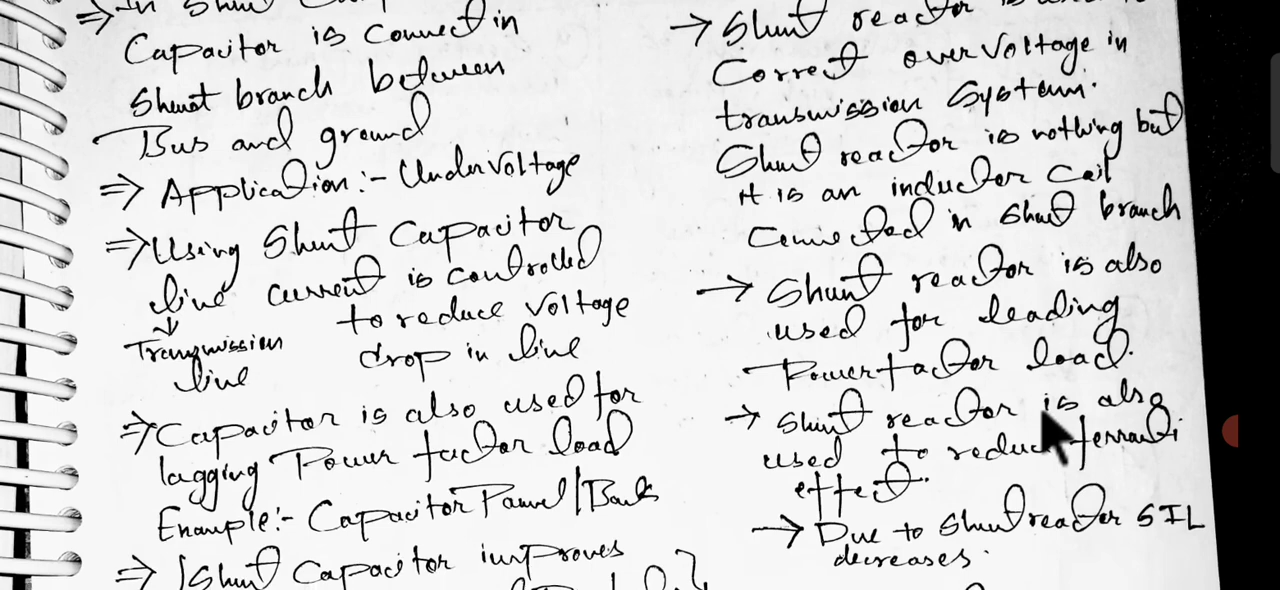 ⇒ In Shunt
Capacitor is Connect in
Shunt branch between
Bus and ground
⇒ Application:- Undervoltage
⇒ Using Shunt Capacitor
line current is controlled
to reduce voltage
drop in line
Transmission
line
⇒ Capacitor is also used for
lagging Power factor load
Example:- Capacitor Panel/Bank
⇒ [Shunt Capacitor improves
→ Shunt reactor is
Correct overvoltage in
transmission System.
Shunt reactor is nothing but
it is an inductor Coil
Connected in Shunt branch
→ Shunt reactor is also
used for leading
Powerfactor load.
→ Shunt reactor is also
used to reduce ferranti
effect.
→ Due to Shunt reactor SIL
decreases.